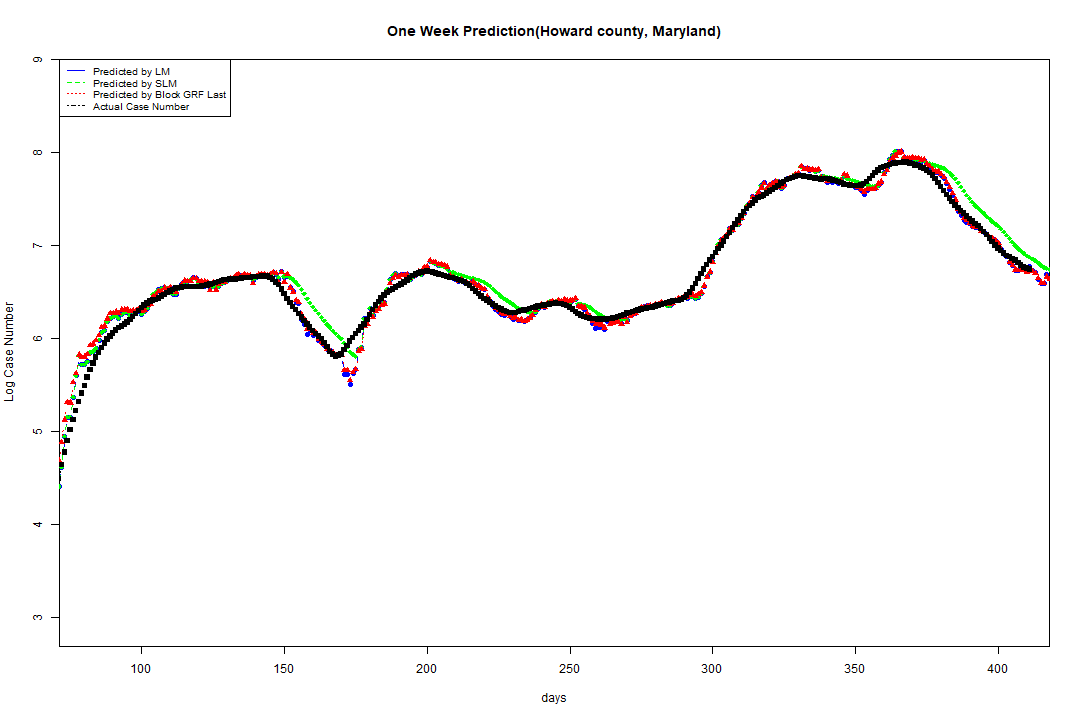 One Week Prediction(Howard county, Maryland)
Predicted by LM
Predicted by SLM
Predicted by Block GRF Last
Actual Case Number
9
8
7
6
5
4
3
Log Case Number
100 150 200 250 300 350 400
days